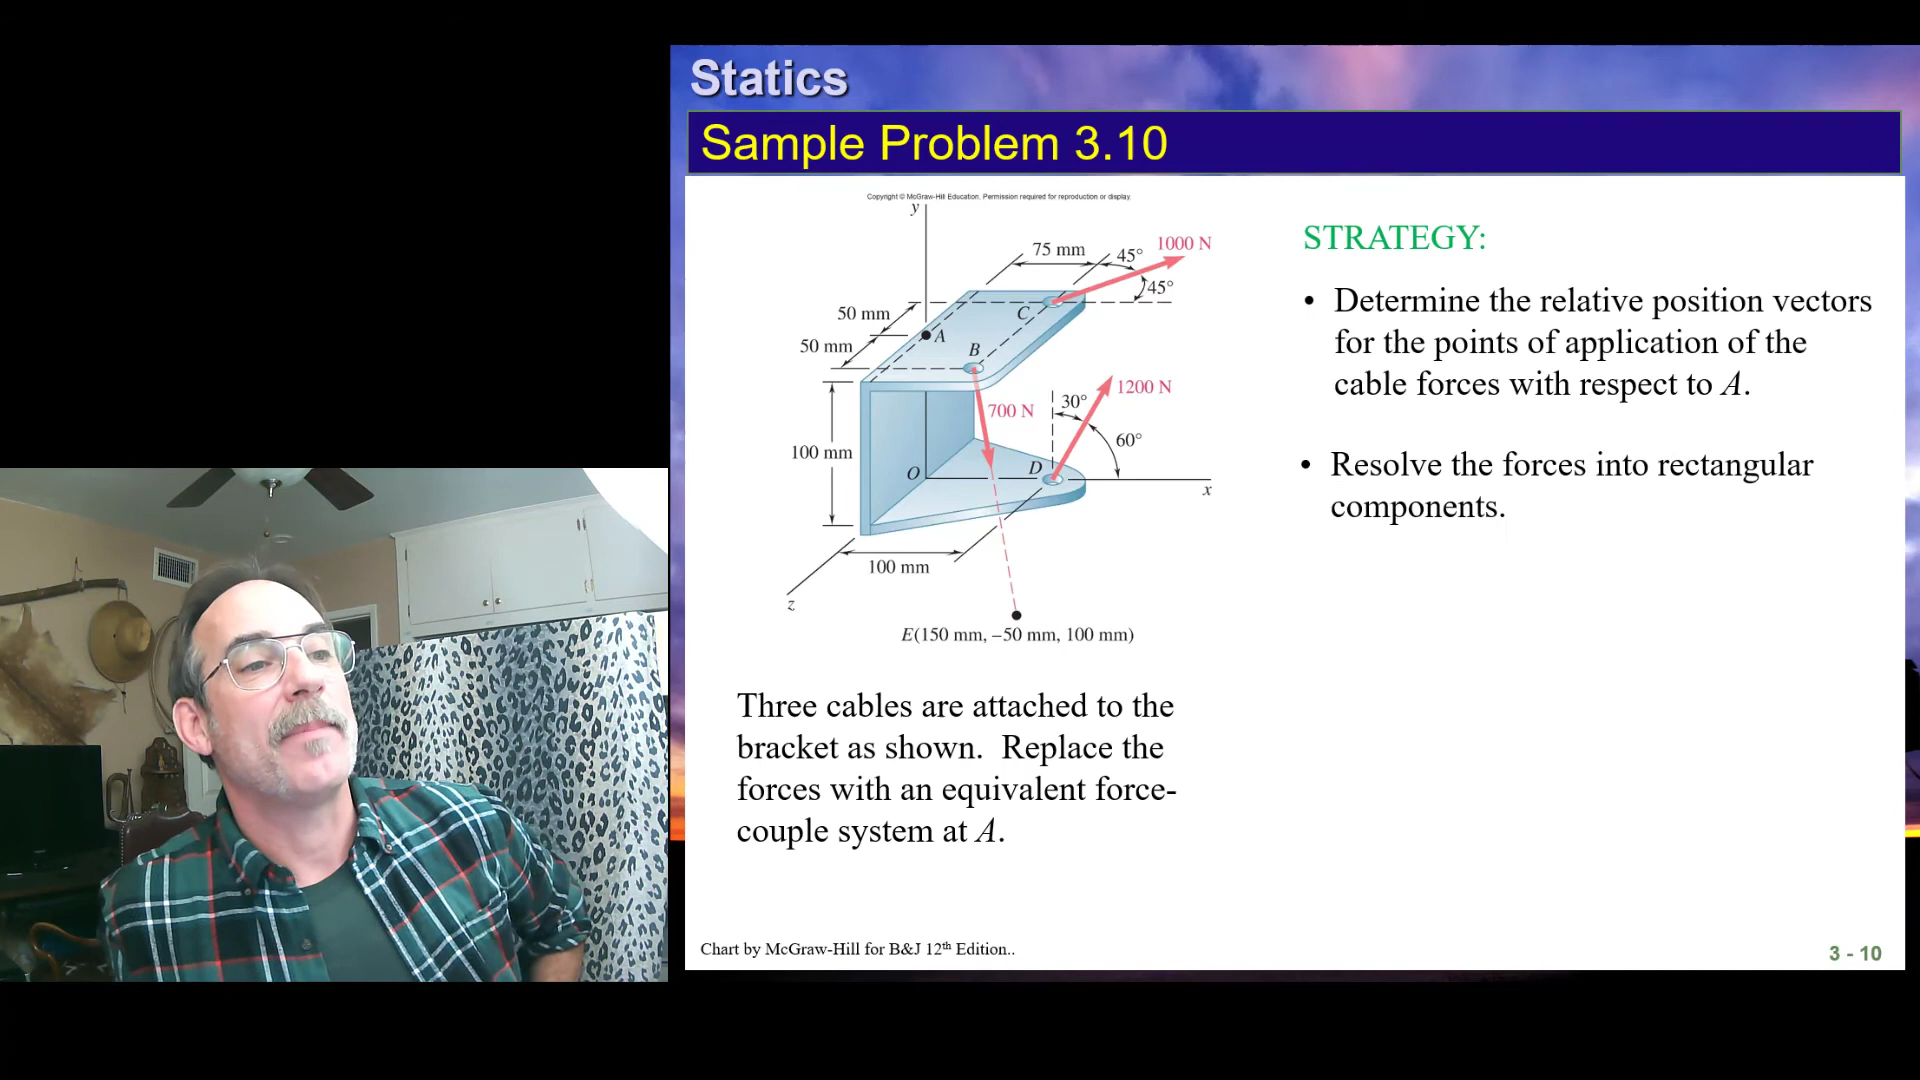 Statics
Sample Problem 3.10
Copyright © McGraw-Hill Education. Permission required for reproduction or display.
y
75 mm
45°
1000 N
45°
50 mm
C
A
50 mm
B
30°
1200 N
700 N
60°
100 mm
O
D
x
100 mm
z
E(150 mm, –50 mm, 100 mm)
Three cables are attached to the
bracket as shown. Replace the
forces with an equivalent force-
couple system at A.
STRATEGY:
• Determine the relative position vectors
for the points of application of the
cable forces with respect to A.
• Resolve the forces into rectangular
components.
Chart by McGraw-Hill for B&J 12th Edition..
3 - 10